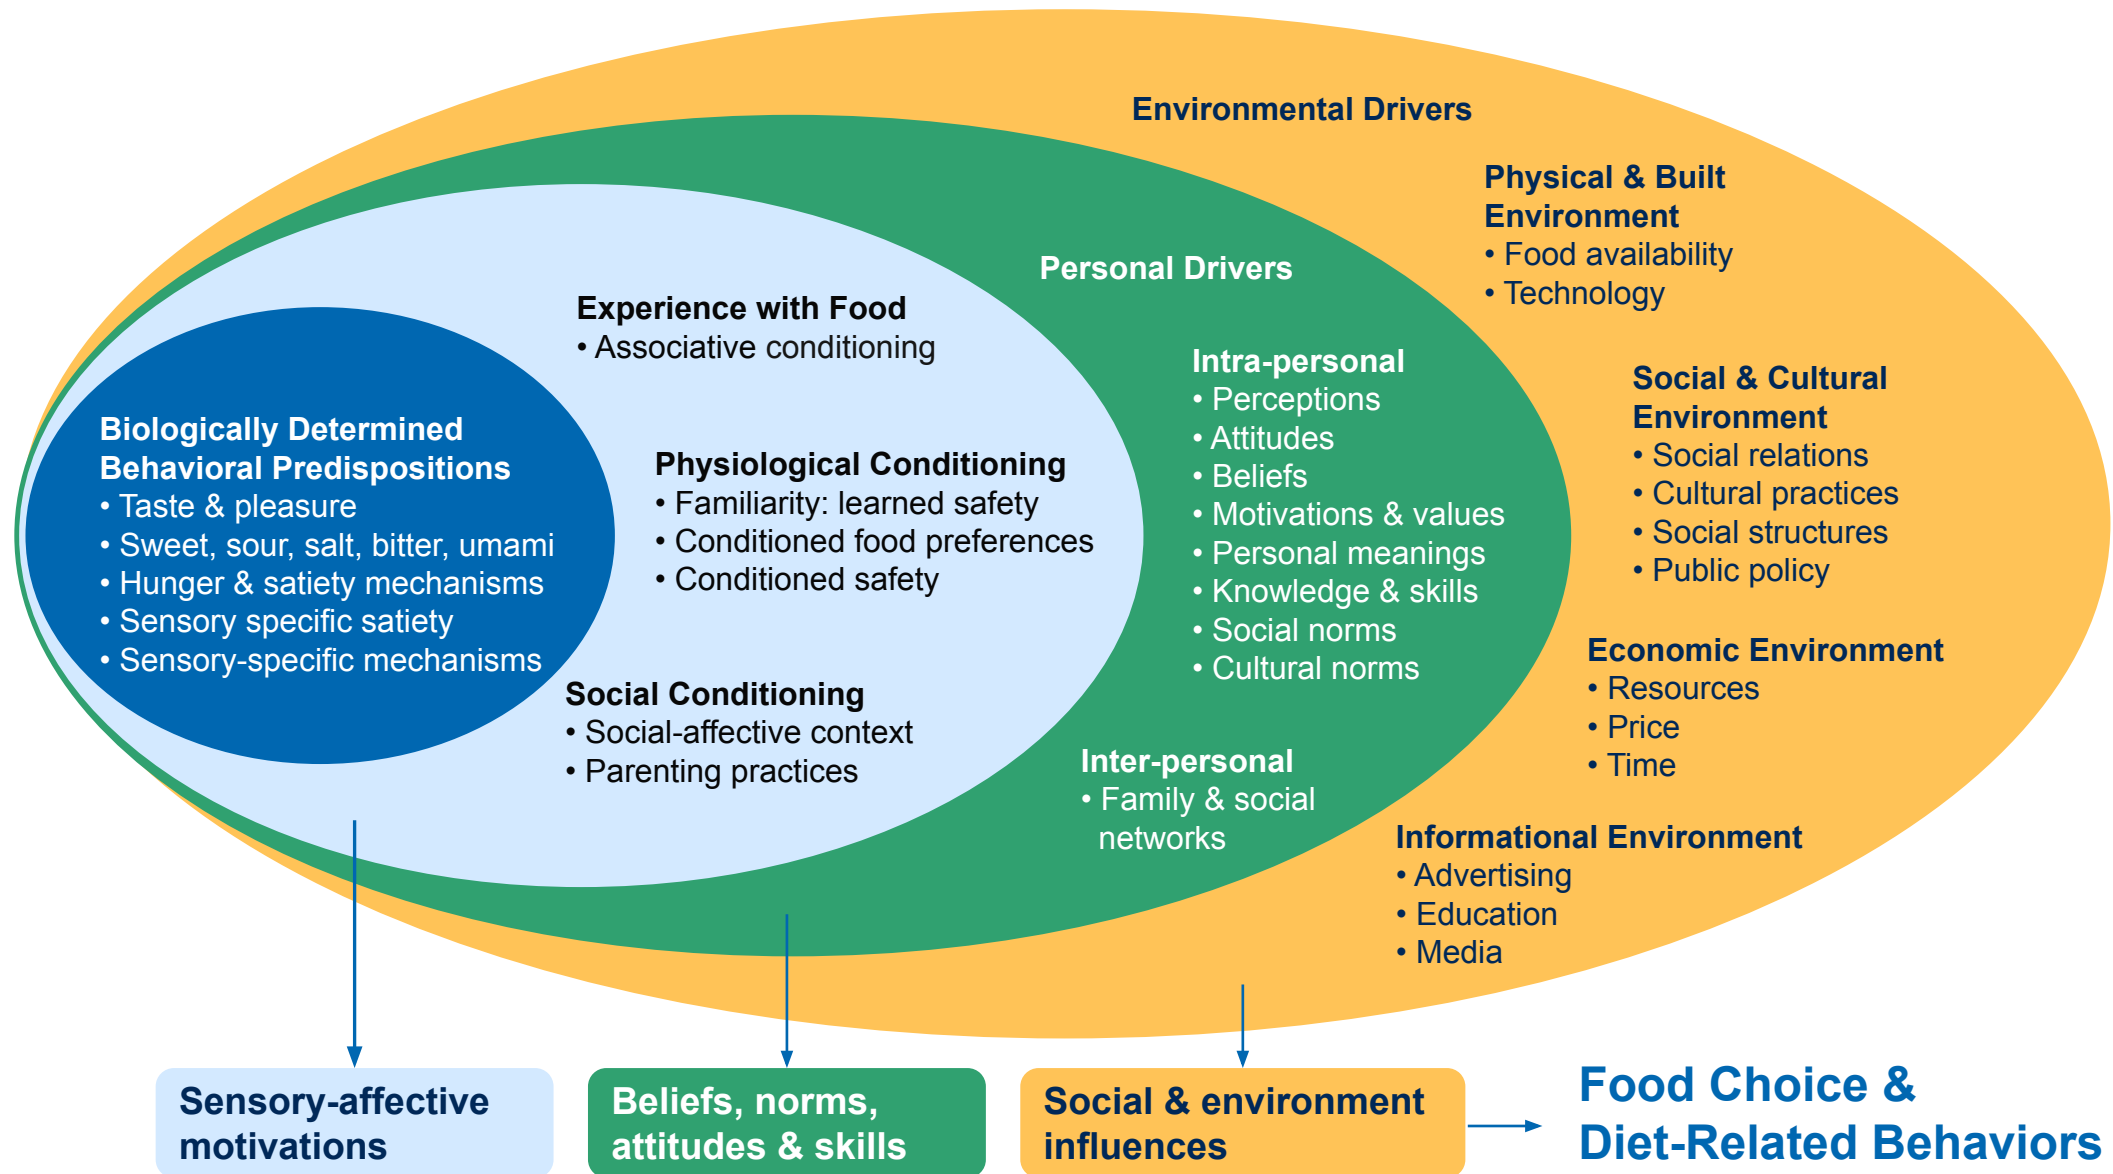 Environmental Drivers
Physical & Built
Environment
• Food availability
• Technology
Social & Cultural
Environment
• Social relations
• Cultural practices
• Social structures
• Public policy
Economic Environment
• Resources
• Price
• Time
Informational Environment
• Advertising
• Education
• Media
Personal Drivers
Intra-personal
• Perceptions
• Attitudes
• Beliefs
• Motivations & values
• Personal meanings
• Knowledge & skills
• Social norms
• Cultural norms
Inter-personal
• Family & social
networks
Experience with Food
• Associative conditioning
Physiological Conditioning
• Familiarity: learned safety
• Conditioned food preferences
• Conditioned safety
Social Conditioning
• Social-affective context
• Parenting practices
Biologically Determined
Behavioral Predispositions
• Taste & pleasure
• Sweet, sour, salt, bitter, umami
• Hunger & satiety mechanisms
• Sensory specific satiety
• Sensory-specific mechanisms
Sensory-affective
motivations
Beliefs, norms,
attitudes & skills
Social & environment
influences
Food Choice &
Diet-Related Behaviors